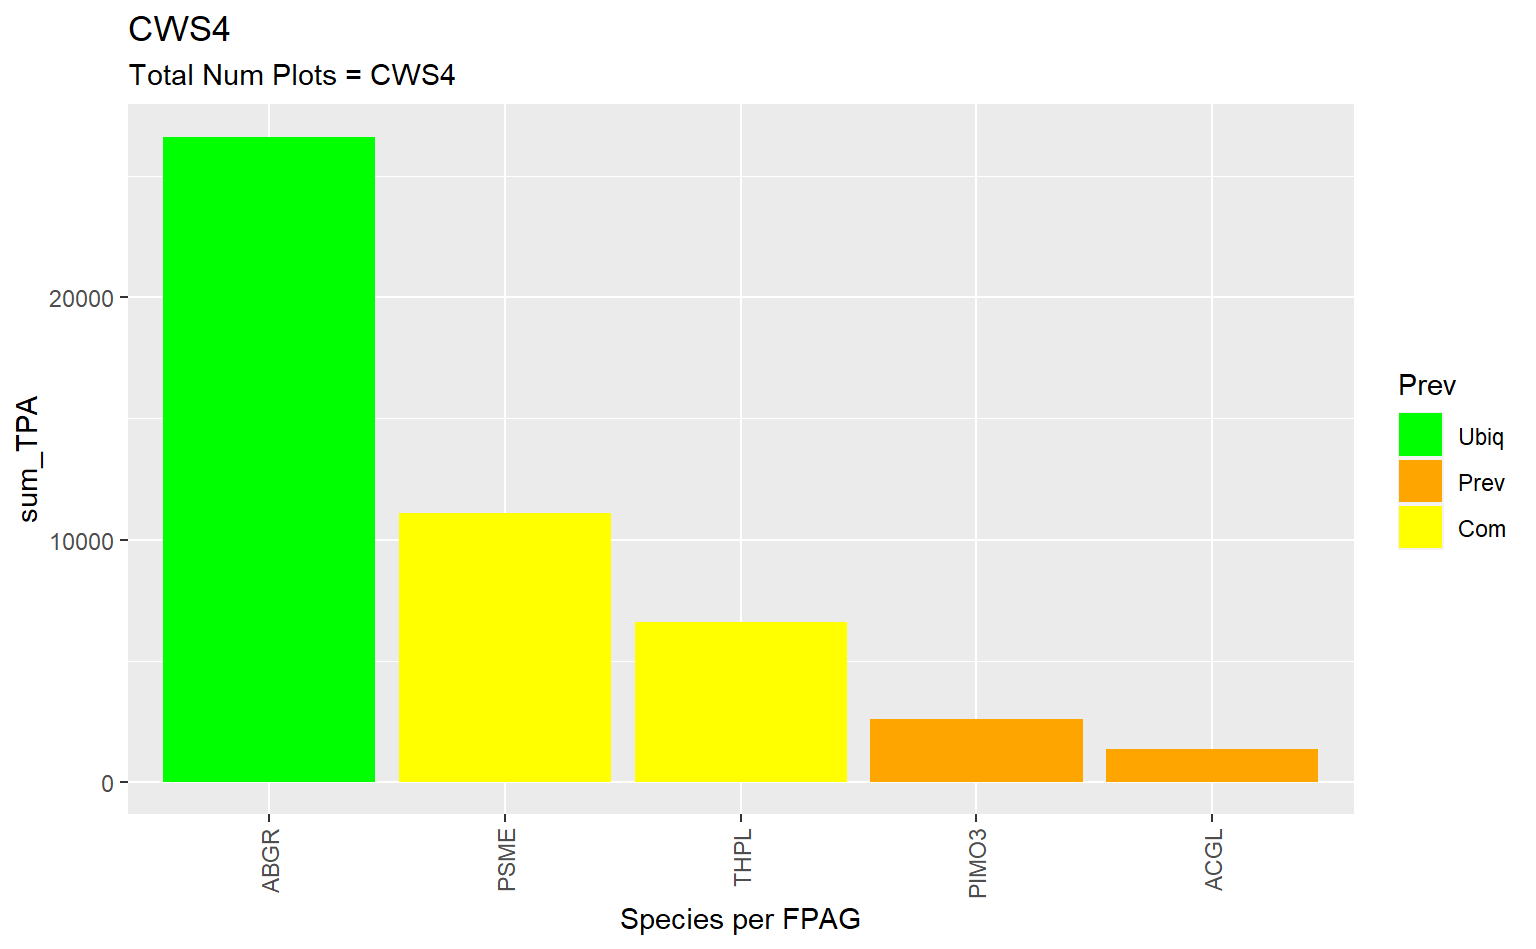 CWS4
Total Num Plots = CWS4
sum_TPA
20000
10000
0
ABGR
PSME
THPL
PIMO3
ACGL
Species per FPAG
Prev
Ubiq
Prev
Com